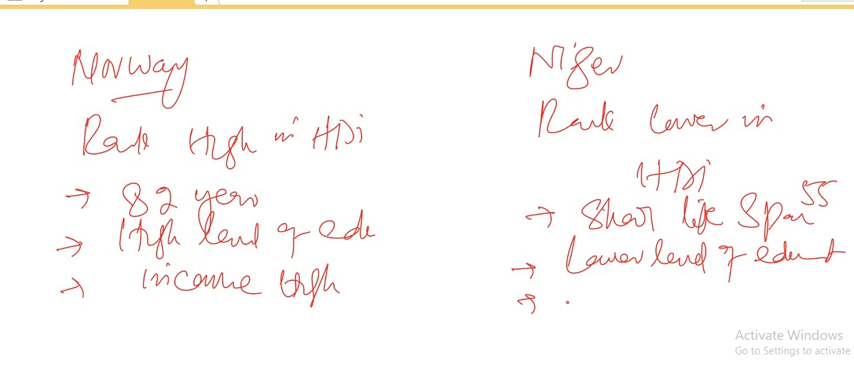 Norway
Rank High in HDi
→ 82 years
→ High level of edu
→ income High
Niger
Rank lower in
HDi
→ Short life Span 55
→ Lower level of educat
→
Activate Windows
Go to Settings to activate